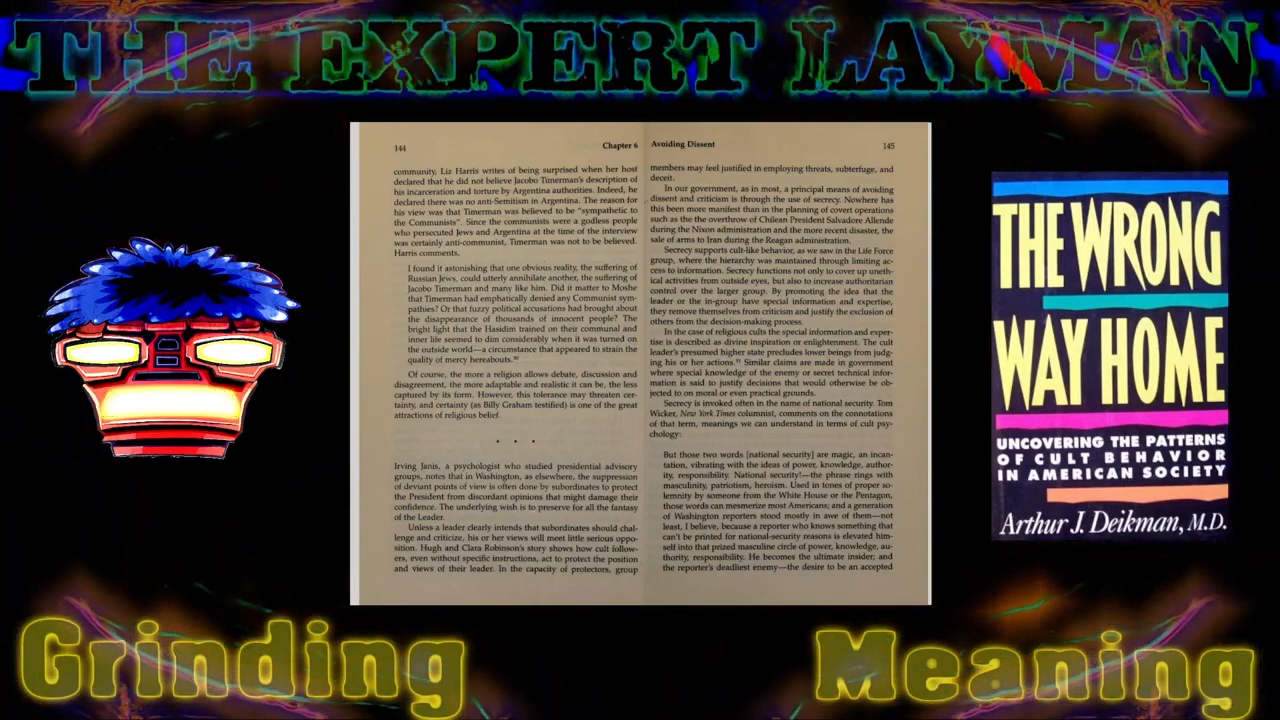 THE EXPERT LAYMAN
144
Chapter 6
community, Liz Harris writes of being surprised when her host
declared that he did not believe Jacobo Timerman's description of
his incarceration and torture by Argentina authorities. Indeed, he
declared there was no anti-Semitism in Argentina. The reason for
his view was that Timerman was believed to be "sympathetic to
the Communists". Since the communists were a godless people
who persecuted Jews and Argentina at the time of the interview
was certainly anti-communist, Timerman was not to be believed.
Harris comments,
I found it astonishing that one obvious reality, the suffering of
Russian Jews, could utterly annihilate another, the suffering of
Jacobo Timerman and many like him. Did it matter to Moshe
that Timerman had emphatically denied any Communist sym-
pathies? Or that fuzzy political accusations had brought about
the disappearance of thousands of innocent people? The
bright light that the Hasidim trained on their communal and
inner life seemed to dim considerably when it was turned on
the outside world—a circumstance that appeared to strain the
quality of mercy hereabouts.
Of course, the more a religion allows debate, discussion and
disagreement, the more adaptable and realistic it can be, the less
captured by its form. However, this tolerance may threaten cer-
tainty, and certainty (as Billy Graham testified) is one of the great
attractions of religious belief.
• • •
Irving Janis, a psychologist who studied presidential advisory
groups, notes that in Washington, as elsewhere, the suppression
of deviant points of view is often done by subordinates to protect
the President from discordant opinions that might damage their
confidence. The underlying wish is to preserve for all the fantasy
of the Leader.
Unless a leader clearly intends that subordinates should chal-
lenge and criticize, his or her views will meet little serious oppo-
sition. Hugh and Clara Robinson's story shows how cult follow-
ers, even without specific instructions, act to protect the position
and views of their leader. In the capacity of protectors, group
Avoiding Dissent
145
members may feel justified in employing threats, subterfuge, and
deceit.
In our government, as in most, a principal means of avoiding
dissent and criticism is through the use of secrecy. Nowhere has
this been more manifest than in the planning of covert operations
such as the the overthrow of Chilean President Salvadore Allende
during the Nixon administration and the more recent disaster, the
sale of arms to Iran during the Reagan administration.
Secrecy supports cult-like behavior, as we saw in the Life Force
group, where the hierarchy was maintained through limiting ac-
cess to information. Secrecy functions not only to cover up uneth-
ical activities from outside eyes, but also to increase authoritarian
control over the larger group. By promoting the idea that the
leader or the in-group have special information and expertise,
they remove themselves from criticism and justify the exclusion of
others from the decision-making process.
In the case of religious cults the special information and exper-
tise is described as divine inspiration or enlightenment. The cult
leader's presumed higher state precludes lower beings from judg-
ing his or her actions. Similar claims are made in government
where special knowledge of the enemy or secret technical infor-
mation is said to justify decisions that would otherwise be ob-
jected to on moral or even practical grounds.
Secrecy is invoked often in the name of national security. Tom
Wicker, New York Times columnist, comments on the connotations
of that term, meanings we can understand in terms of cult psy-
chology:
But those two words [national security] are magic, an incan-
tation, vibrating with the ideas of power, knowledge, author-
ity, responsibility. National security!—the phrase rings with
masculinity, patriotism, heroism. Used in tones of proper so-
lemnity by someone from the White House or the Pentagon,
those words can mesmerize most Americans; and a generation
of Washington reporters stood mostly in awe of them—not
least, I believe, because a reporter who knows something that
can't be printed for national-security reasons is elevated him-
self into that prized masculine circle of power, knowledge, au-
thority, responsibility. He becomes the ultimate insider; and
the reporter's deadliest enemy—the desire to be an accepted
THE WRONG
WAY HOME
UNCOVERING THE PATTERNS
OF CULT BEHAVIOR
IN AMERICAN SOCIETY
Arthur J. Deikman, M.D.
Grinding
Meaning